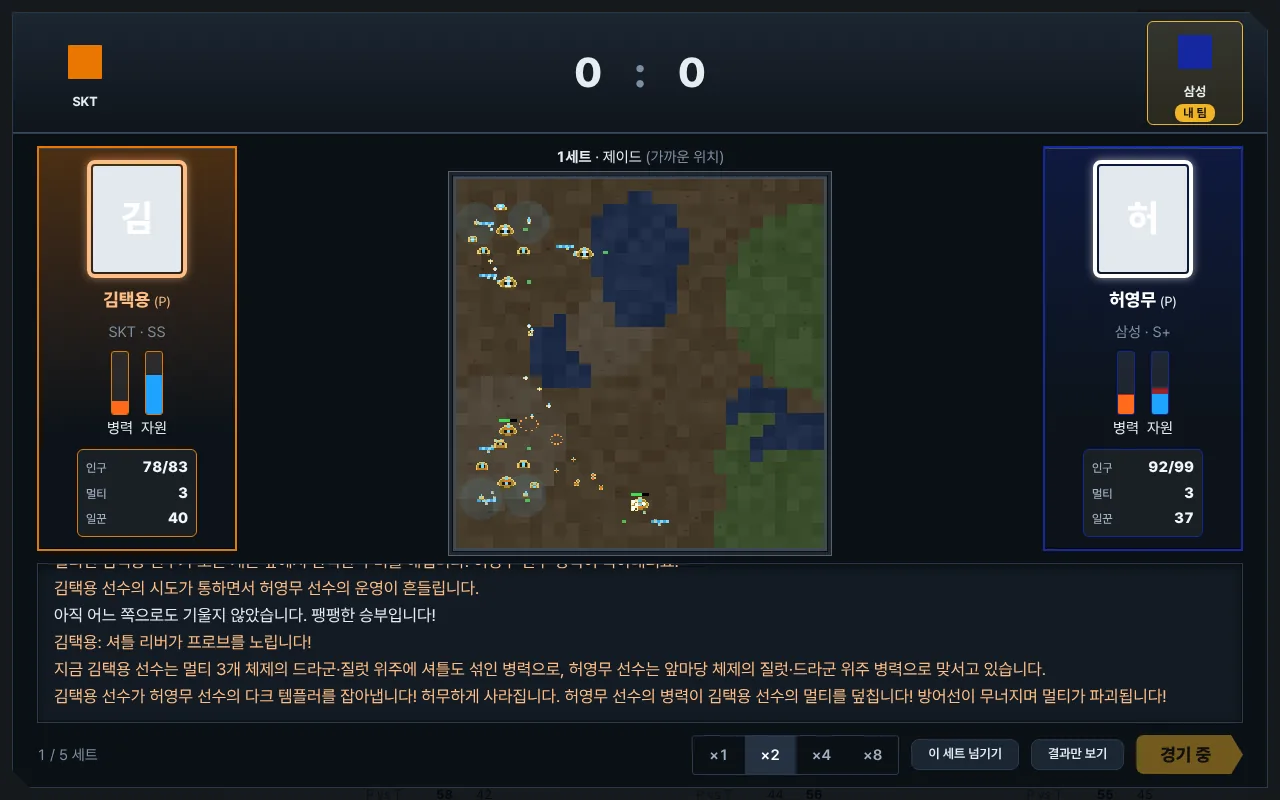 SKT
0 : 0
삼성
내 팀
1세트 · 제이드 (가까운 위치)
김
김택용 (P)
SKT · SS
병력 자원
인구 78/83
멀티 3
일꾼 40
허
허영무 (P)
삼성 · S+
병력 자원
인구 92/99
멀티 3
일꾼 37
김택용 선수의 시도가 통하면서 허영무 선수의 운영이 흔들립니다.
아직 어느 쪽으로도 기울지 않았습니다. 팽팽한 승부입니다!
김택용: 셔틀 리버가 프로브를 노립니다!
지금 김택용 선수는 멀티 3개 체제의 드라군·질럿 위주에 셔틀도 섞인 병력으로, 허영무 선수는 앞마당 체제의 질럿·드라군 위주 병력으로 맞서고 있습니다.
김택용 선수가 허영무 선수의 다크 템플러를 잡아냅니다! 허무하게 사라집니다. 허영무 선수의 병력이 김택용 선수의 멀티를 덮칩니다! 방어선이 무너지며 멀티가 파괴됩니다!
1 / 5 세트
×1 ×2 ×4 ×8
이 세트 넘기기
결과만 보기
경기 중